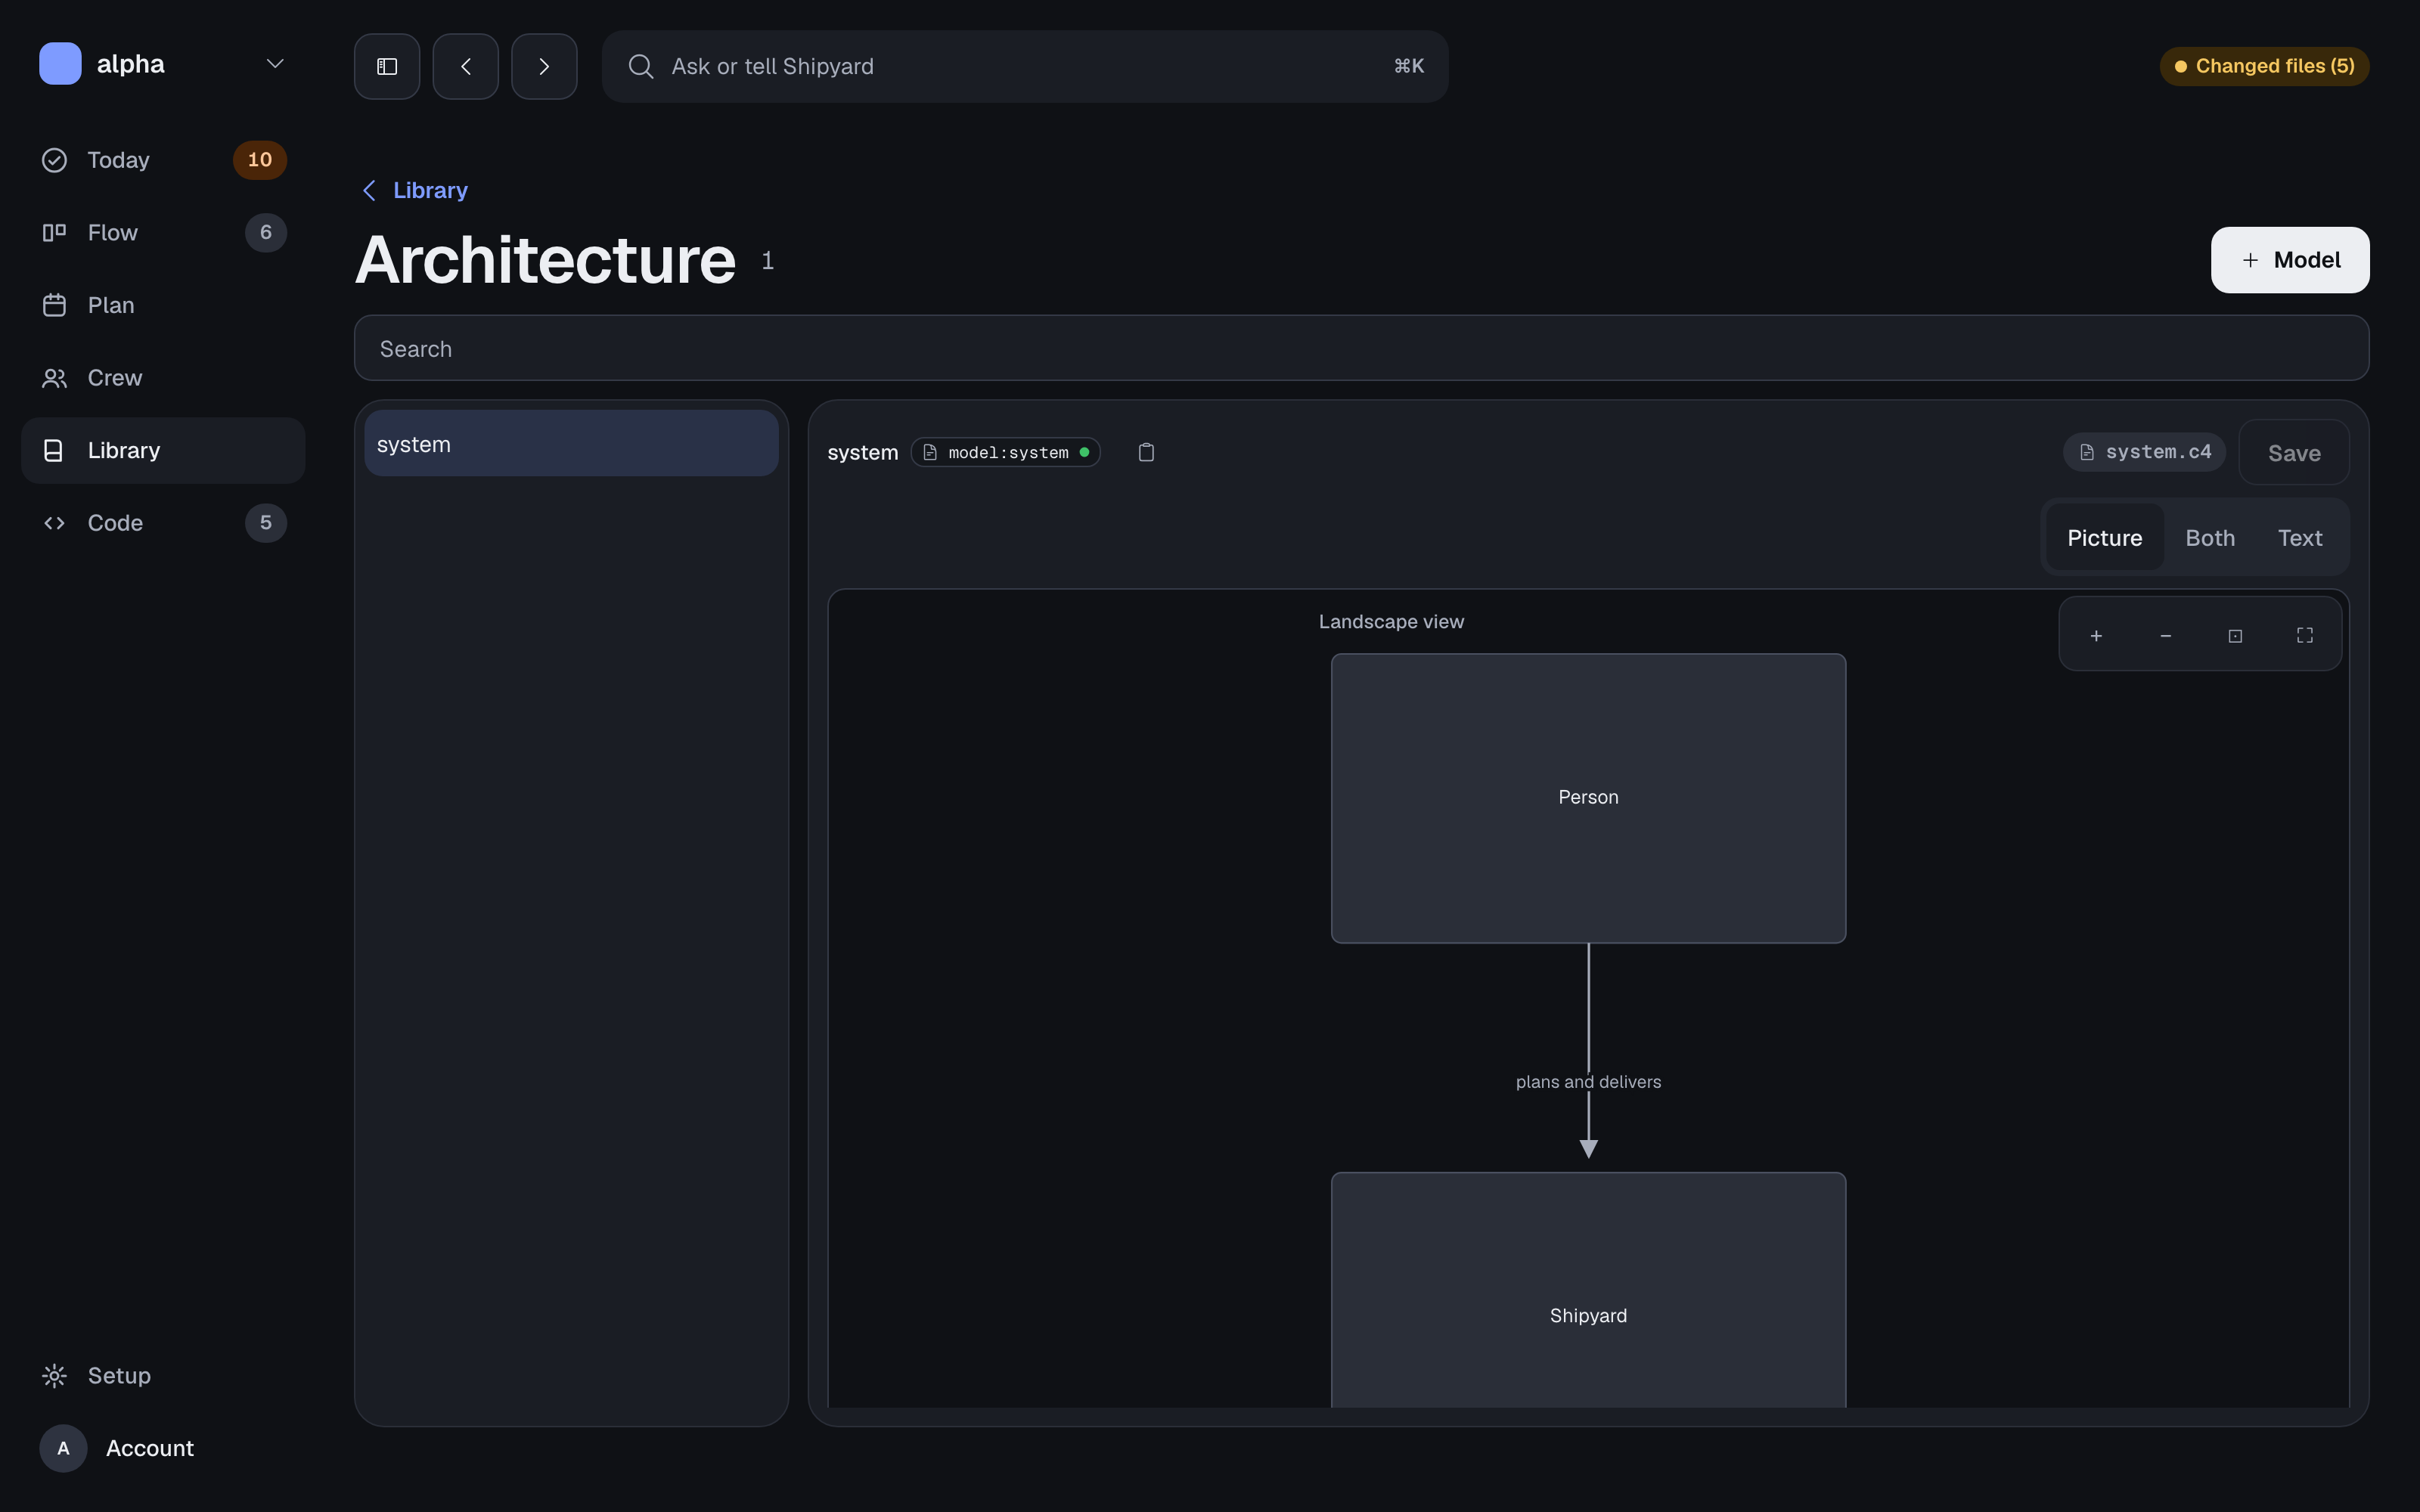 alpha
Ask or tell Shipyard
⌘K
Changed files (5)
Today
10
Flow
6
Plan
Crew
Library
Code
5
Setup
A
Account
Library
Architecture
1
+ Model
Search
system
system
model:system
system.c4
Save
Picture
Both
Text
Landscape view
Person
plans and delivers
Shipyard